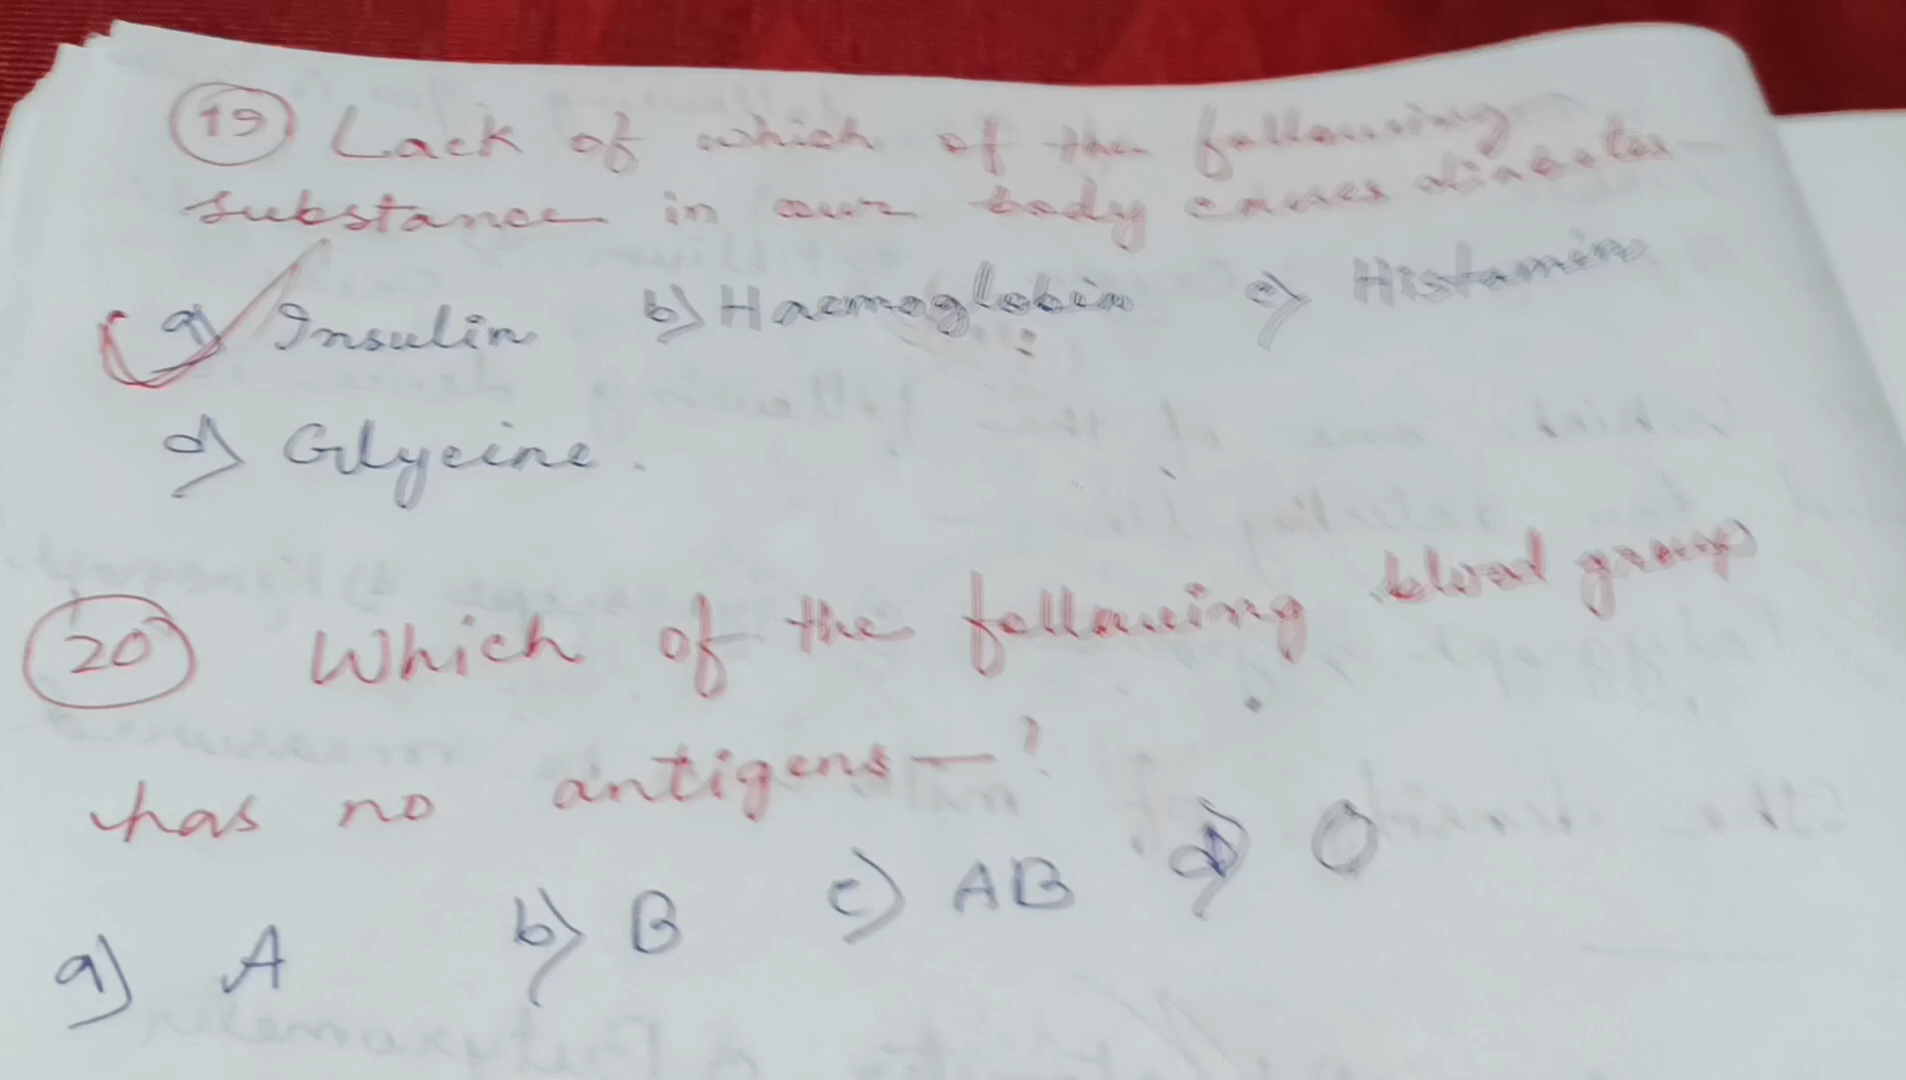 19 Lack of which of the following
substance in our body causes diabetes
a) Insulin b) Haemoglobin c) Histamine
d) Glyceine.
20 Which of the following blood group
has no antigens—?
a) A b) B c) AB d) O